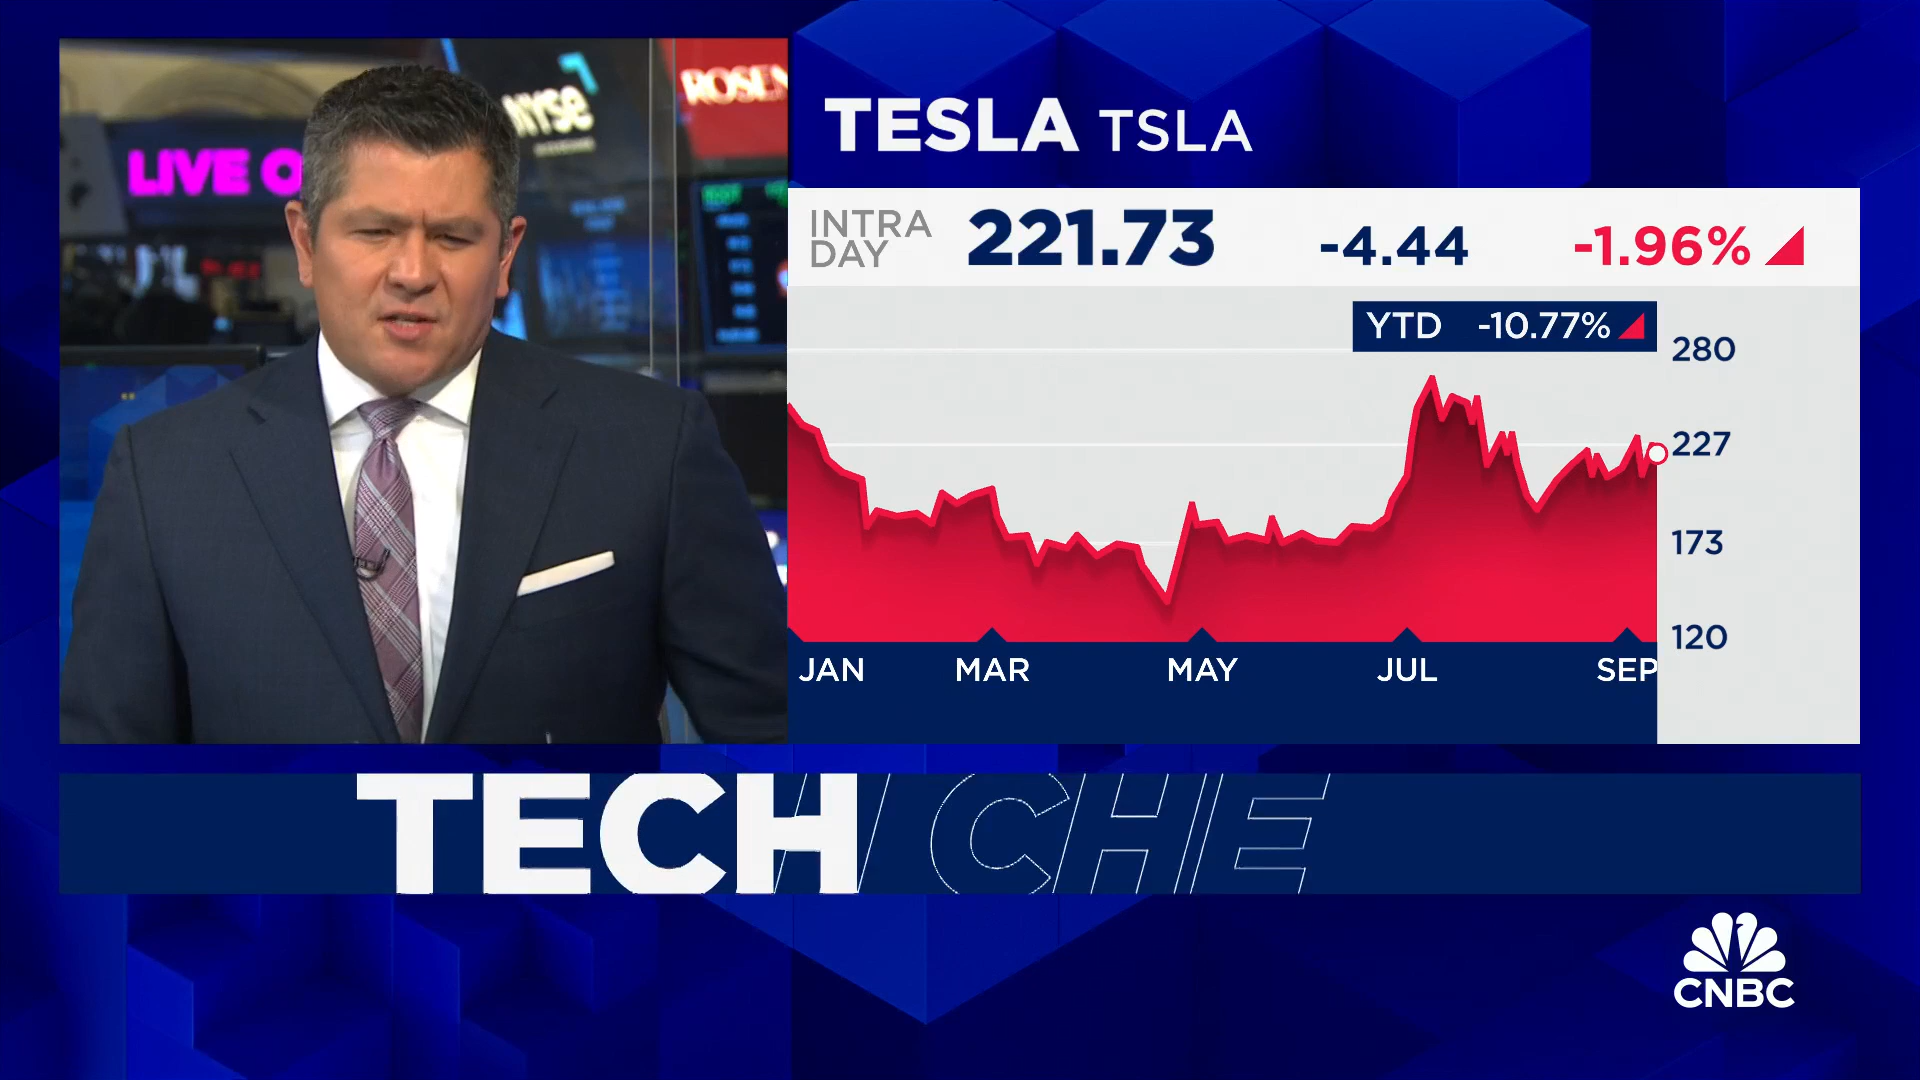 LIVE O
NYSE
ROSEN
TESLA TSLA
INTRA
DAY
221.73 -4.44 -1.96%
YTD -10.77%
280
227
173
120
JAN MAR MAY JUL SEP
TECH CHE
CNBC